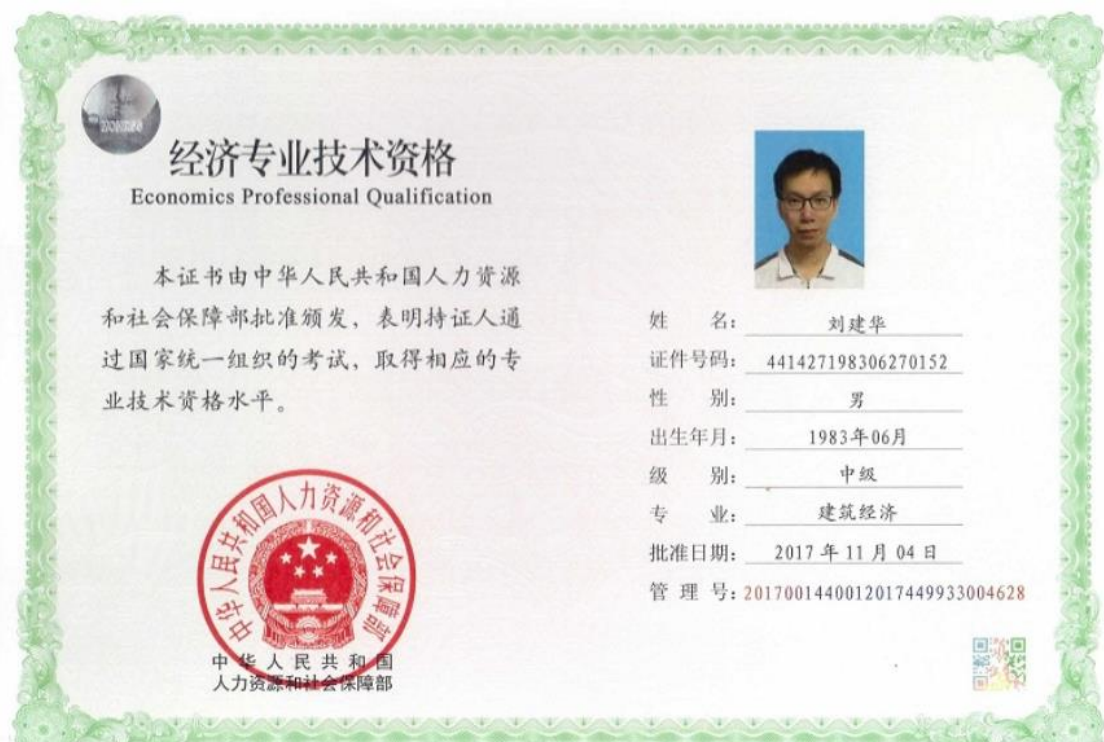 经济专业技术资格
Economics Professional Qualification
本证书由中华人民共和国人力资源
和社会保障部批准颁发，表明持证人通
过国家统一组织的考试，取得相应的专
业技术资格水平。
中华人民共和国人力资源和社会保障部
中华人民共和国
人力资源和社会保障部
姓 名： 刘建华
证件号码： 441427198306270152
性 别： 男
出生年月： 1983年06月
级 别： 中级
专 业： 建筑经济
批准日期： 2017 年 11 月 04 日
管 理 号： 2017001440012017449933004628